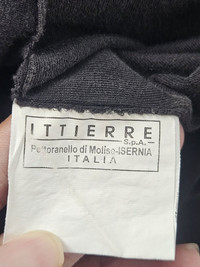 ITTIERRE
S.p.A.
Pettoranello di Molise-ISERNIA
ITALIA